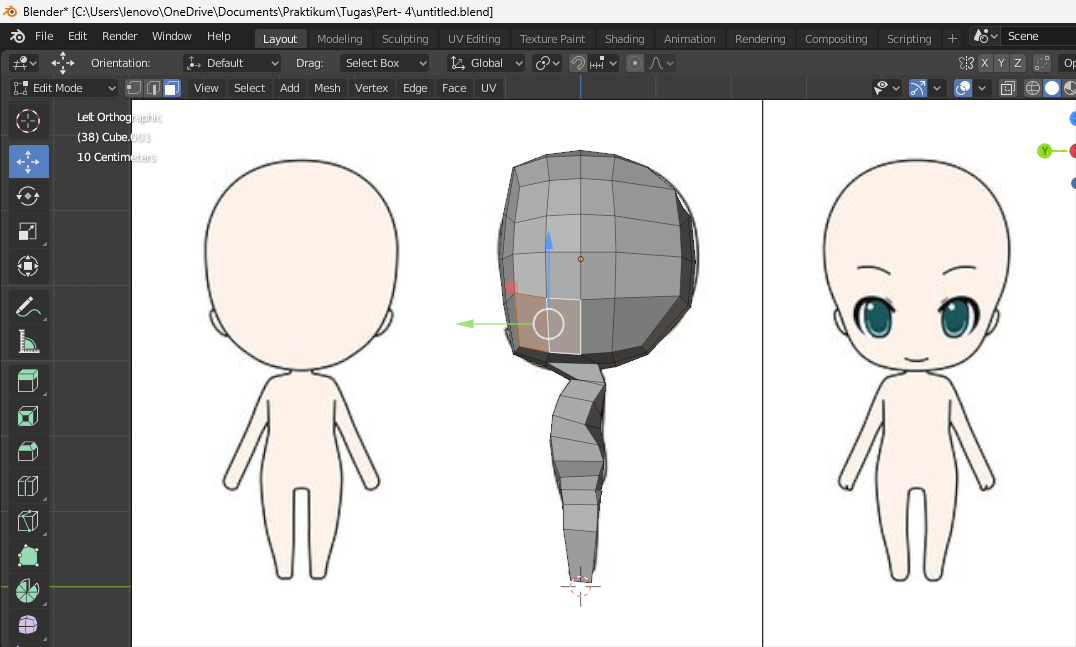 Blender* [C:\Users\lenovo\OneDrive\Documents\Praktikum\Tugas\Pert- 4\untitled.blend]
File Edit Render Window Help Layout Modeling Sculpting UV Editing Texture Paint Shading Animation Rendering Compositing Scripting + Scene
Orientation: Default Drag: Select Box Global X Y Z Op
Edit Mode View Select Add Mesh Vertex Edge Face UV
Left Orthographic
(38) Cube.001
10 Centimeters
Y